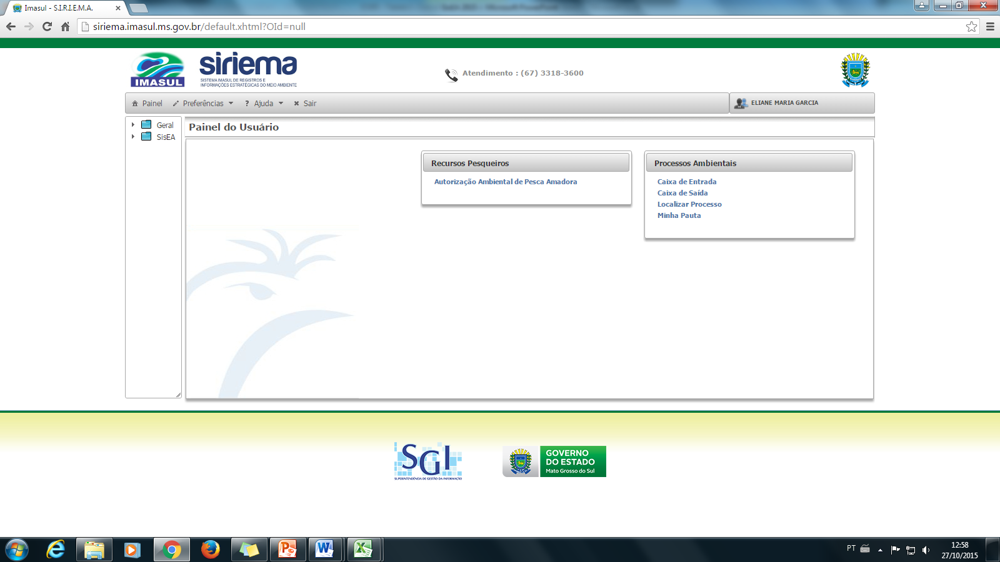 Imasul - S.I.R.I.E.M.A.
siriema.imasul.ms.gov.br/default.xhtml?OId=null
IMASUL
siriema
SISTEMA IMASUL DE REGISTROS E
INFORMAÇÕES ESTRATÉGICAS DO MEIO AMBIENTE
Atendimento : (67) 3318-3600
Painel Preferências ? Ajuda Sair
ELIANE MARIA GARCIA
Geral
SisEA
Painel do Usuário
Recursos Pesqueiros
Autorização Ambiental de Pesca Amadora
Processos Ambientais
Caixa de Entrada
Caixa de Saída
Localizar Processo
Minha Pauta
SGI
SUPERINTENDÊNCIA DE GESTÃO DA INFORMAÇÃO
GOVERNO
DO ESTADO
Mato Grosso do Sul
PT
12:58
27/10/2015